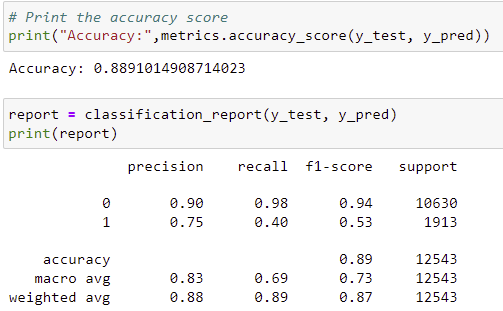 # Print the accuracy score
print("Accuracy:",metrics.accuracy_score(y_test, y_pred))
Accuracy: 0.8891014908714023
report = classification_report(y_test, y_pred)
print(report)
precision recall f1-score support
0 0.90 0.98 0.94 10630
1 0.75 0.40 0.53 1913
accuracy 0.89 12543
macro avg 0.83 0.69 0.73 12543
weighted avg 0.88 0.89 0.87 12543